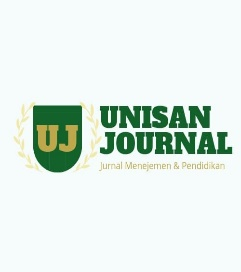 UJ
UNISAN
JOURNAL
Jurnal Menejemen & Pendidikan